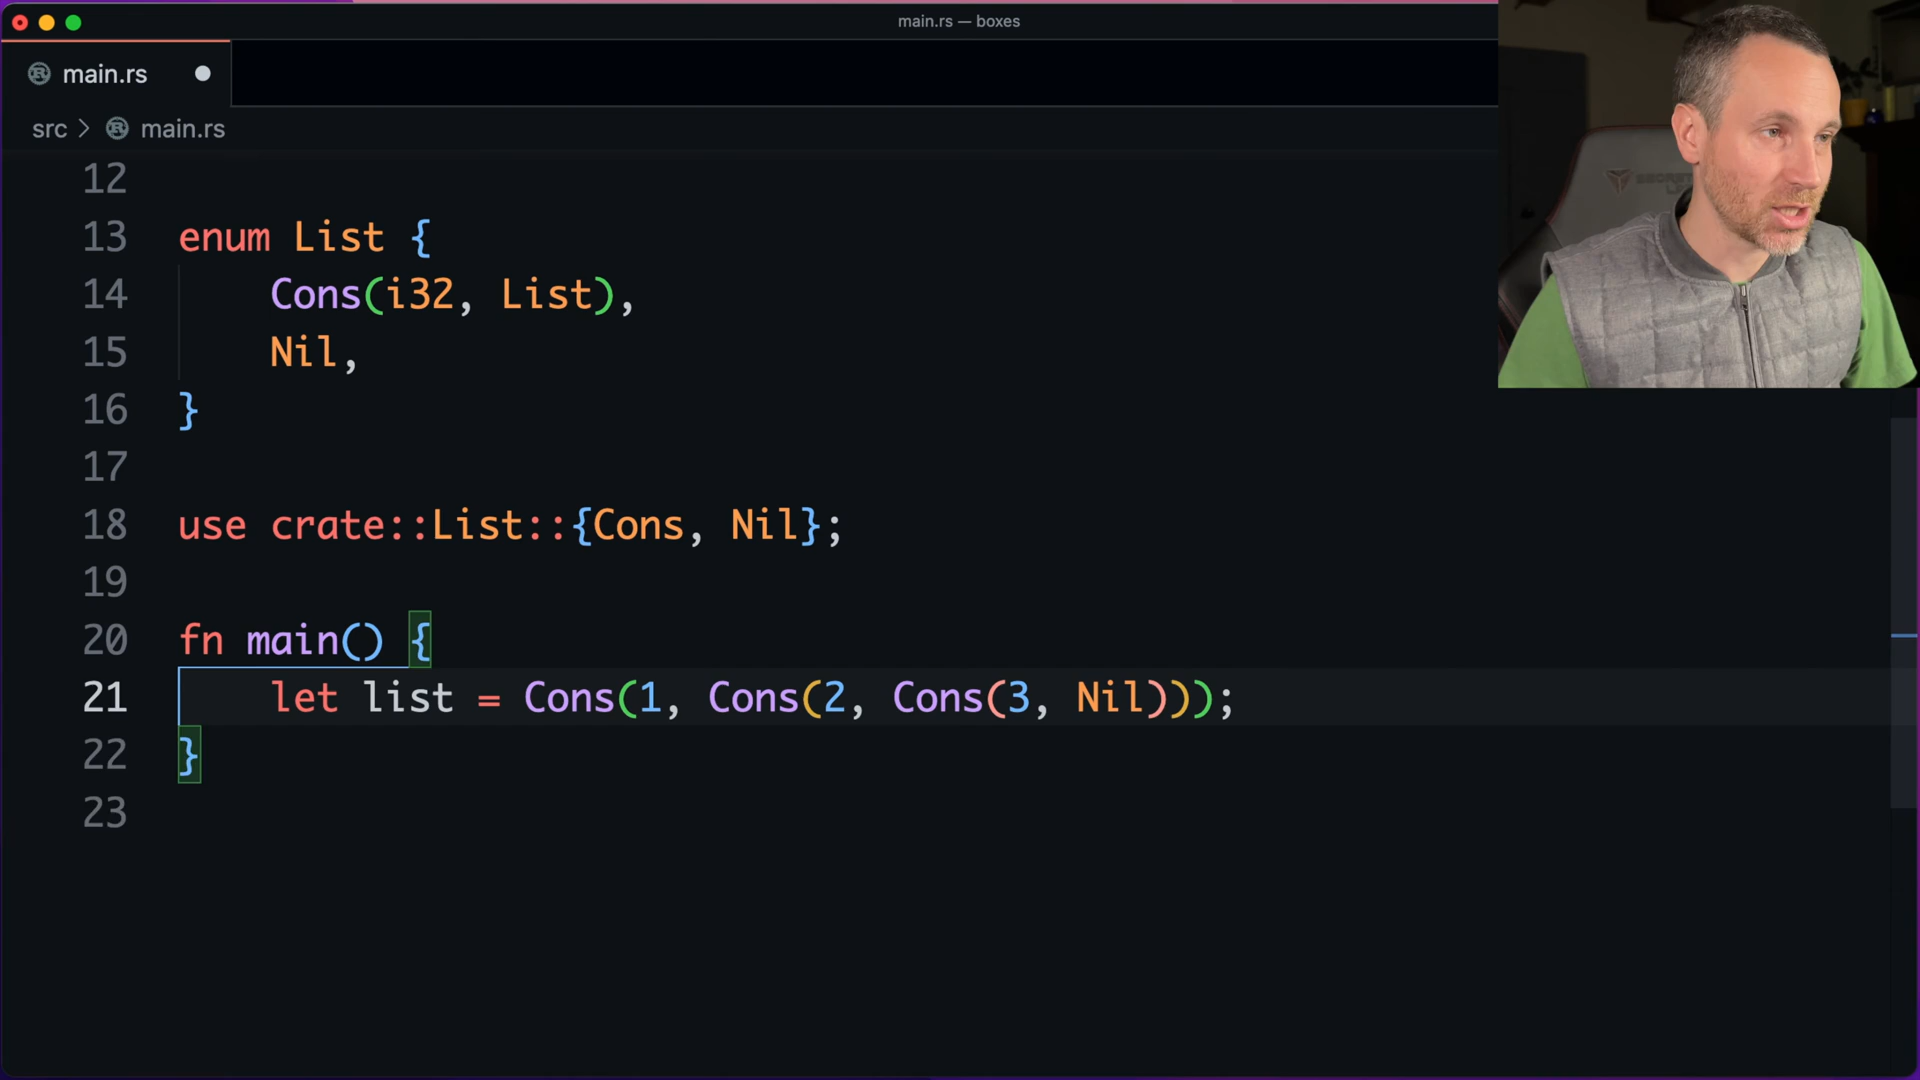 main.rs — boxes
main.rs
src > main.rs
12
13 enum List {
14     Cons(i32, List),
15     Nil,
16 }
17
18 use crate::List::{Cons, Nil};
19
20 fn main() {
21     let list = Cons(1, Cons(2, Cons(3, Nil)));
22 }
23